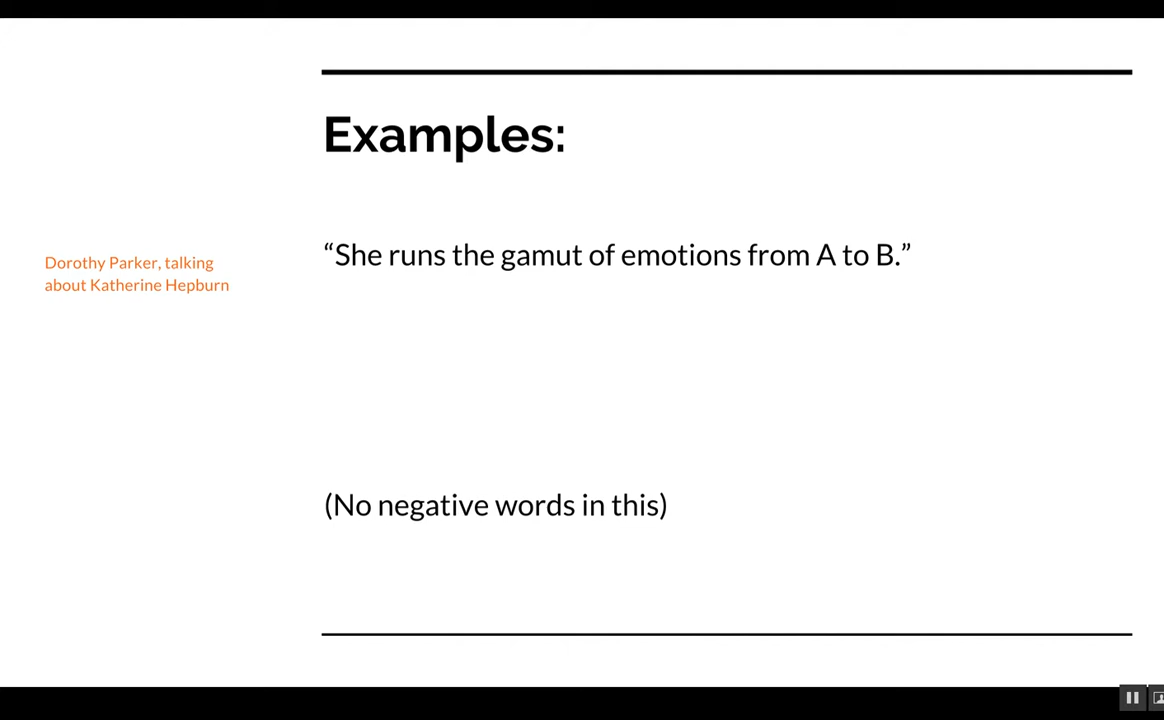 Examples:
Dorothy Parker, talking
about Katherine Hepburn
“She runs the gamut of emotions from A to B.”
(No negative words in this)